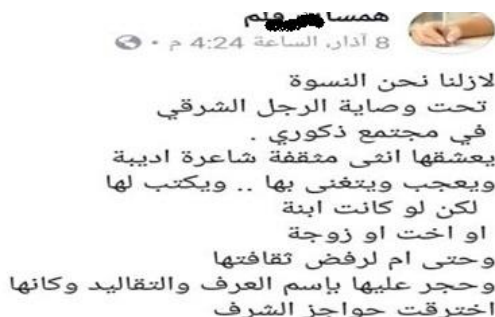 همسات قلم
8 آذار، الساعة 4:24 م ·
لازلنا نحن النسوة
تحت وصاية الرجل الشرقي
في مجتمع ذكوري .
يعشقها انثى مثقفة شاعرة اديبة
ويعجب ويتغنى بها .. ويكتب لها
لكن لو كانت ابنة
او اخت او زوجة
وحتى ام لرفض ثقافتها
وحجر عليها بإسم العرف والتقاليد وكانها
اخترقت حواجز الشرف